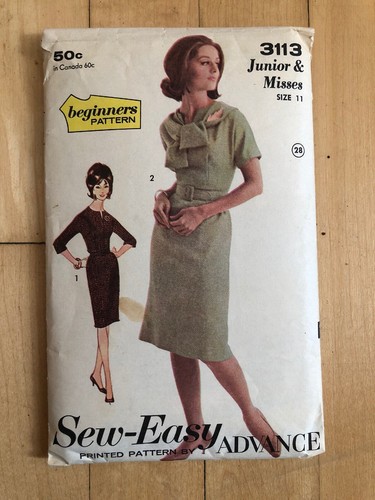 50c
in Canada 60c
3113
Junior &
Misses
SIZE 11
beginners
PATTERN
28
2
1
Sew-Easy
PRINTED PATTERN BY ADVANCE